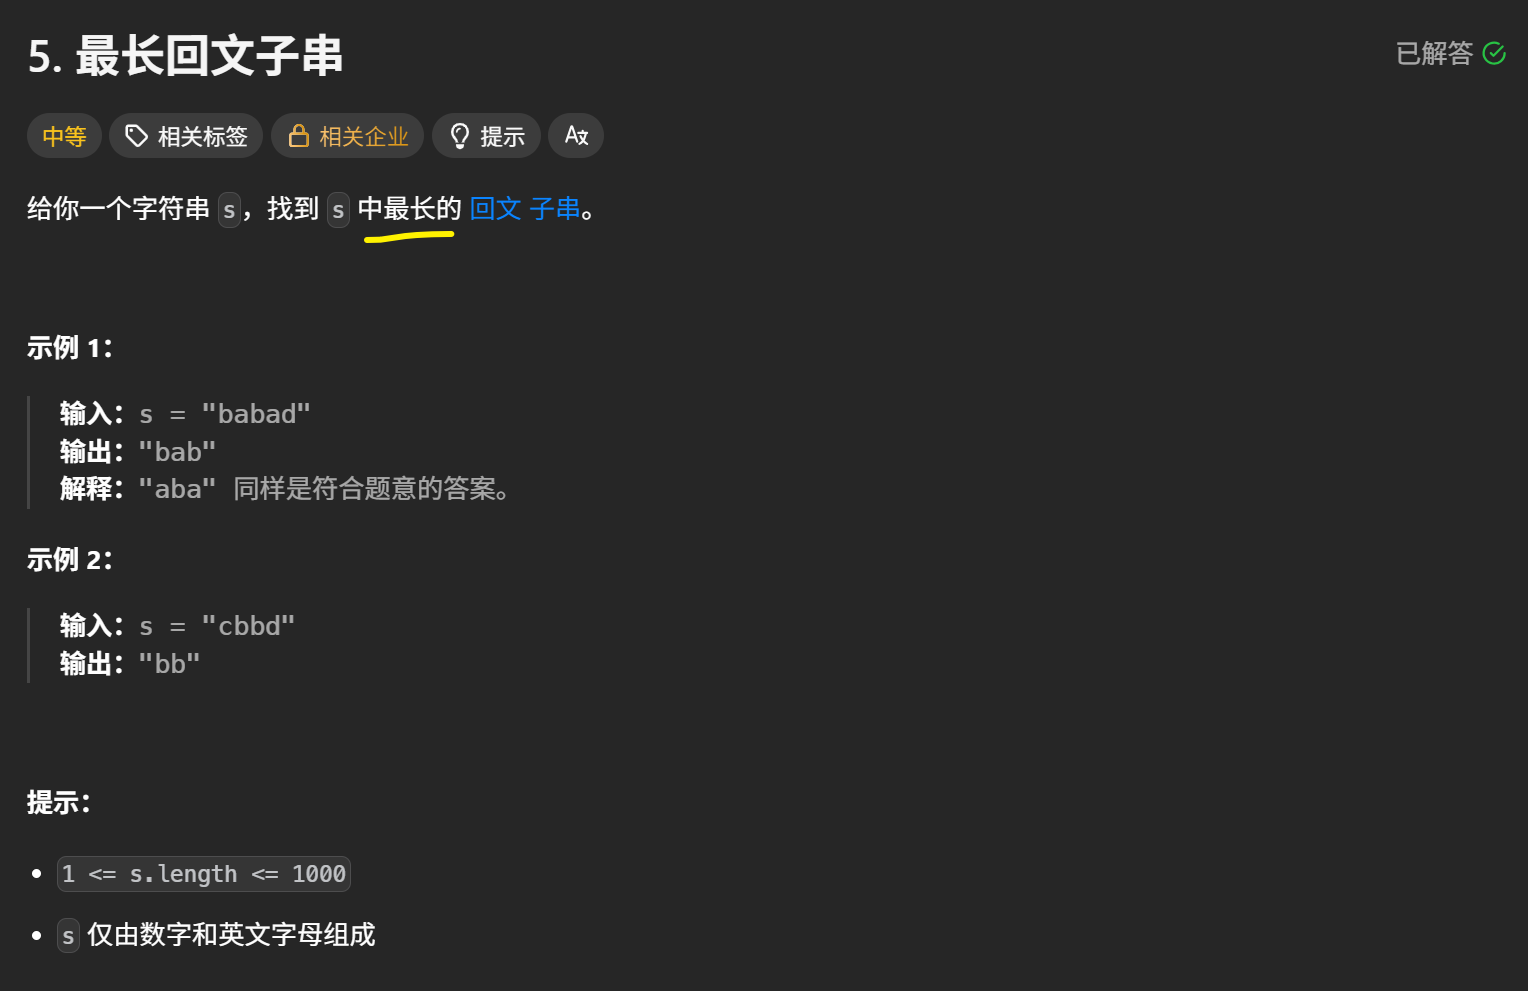 5. 最长回文子串
已解答
中等 相关标签 相关企业 提示
给你一个字符串 s，找到 s 中最长的 回文 子串。
示例 1：
输入：s = "babad"
输出："bab"
解释："aba" 同样是符合题意的答案。
示例 2：
输入：s = "cbbd"
输出："bb"
提示：
1 <= s.length <= 1000
s 仅由数字和英文字母组成